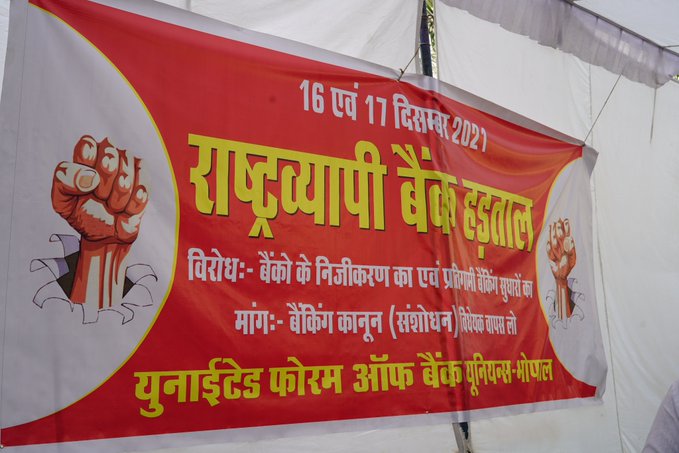 16 एवं 17 दिसम्बर 2021
राष्ट्रव्यापी बैंक हड़ताल
विरोधः- बैंको के निजीकरण का एवं प्रतिगामी बैंकिंग सुधारों का
मांगः- बैंकिंग कानून (संशोधन) विधेयक वापस लो
युनाईटेड फोरम ऑफ बैंक यूनियन्स-भोपाल